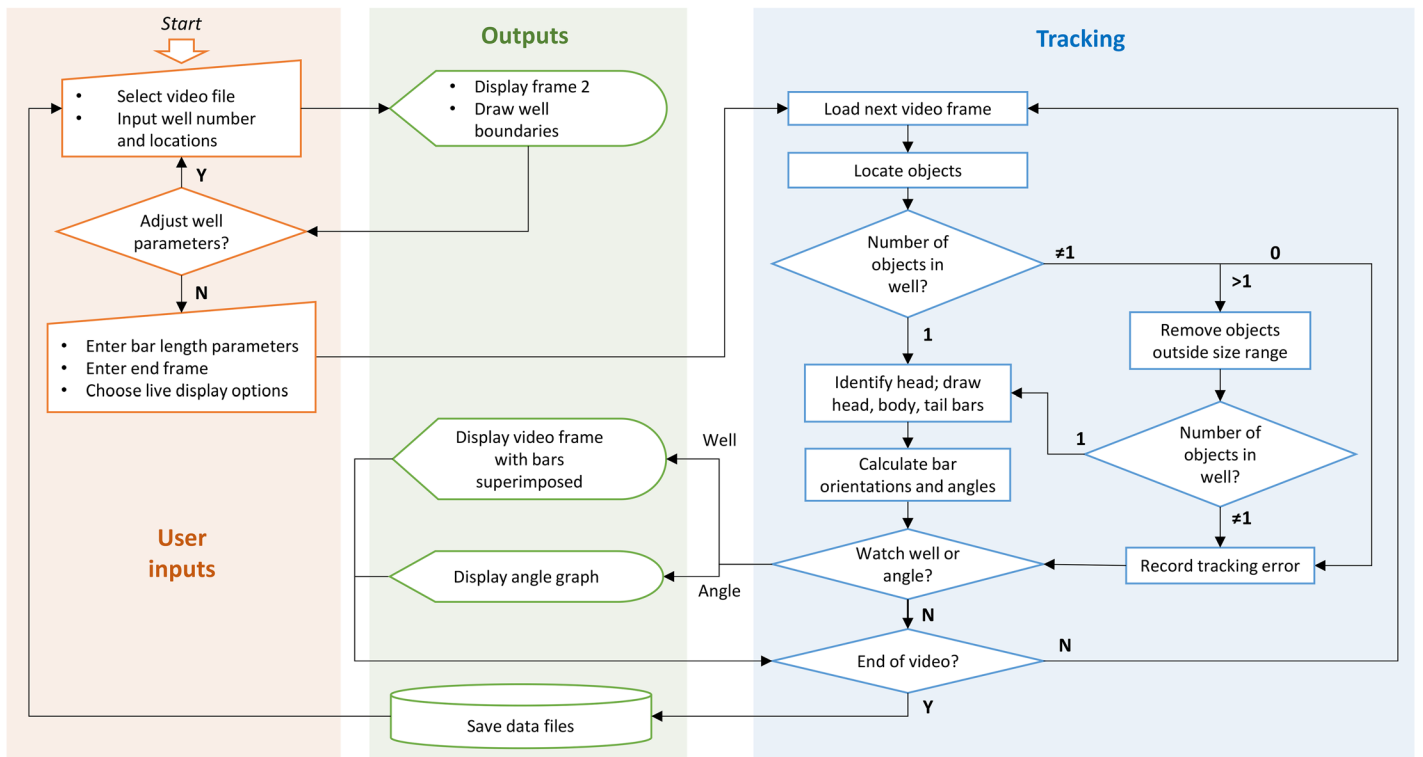 Start
• Select video file
• Input well number
and locations
Y
Adjust well
parameters?
N
• Enter bar length parameters
• Enter end frame
• Choose live display options
User
inputs
Outputs
• Display frame 2
• Draw well
boundaries
Display video frame
with bars
superimposed
Well
Display angle graph
Angle
Save data files
Tracking
Load next video frame
Locate objects
Number of
objects in
well?
≠1
0
>1
1
Remove objects
outside size range
Identify head; draw
head, body, tail bars
1
Number of
objects in
well?
Calculate bar
orientations and angles
≠1
Watch well or
angle?
Record tracking error
N
End of video?
N
Y